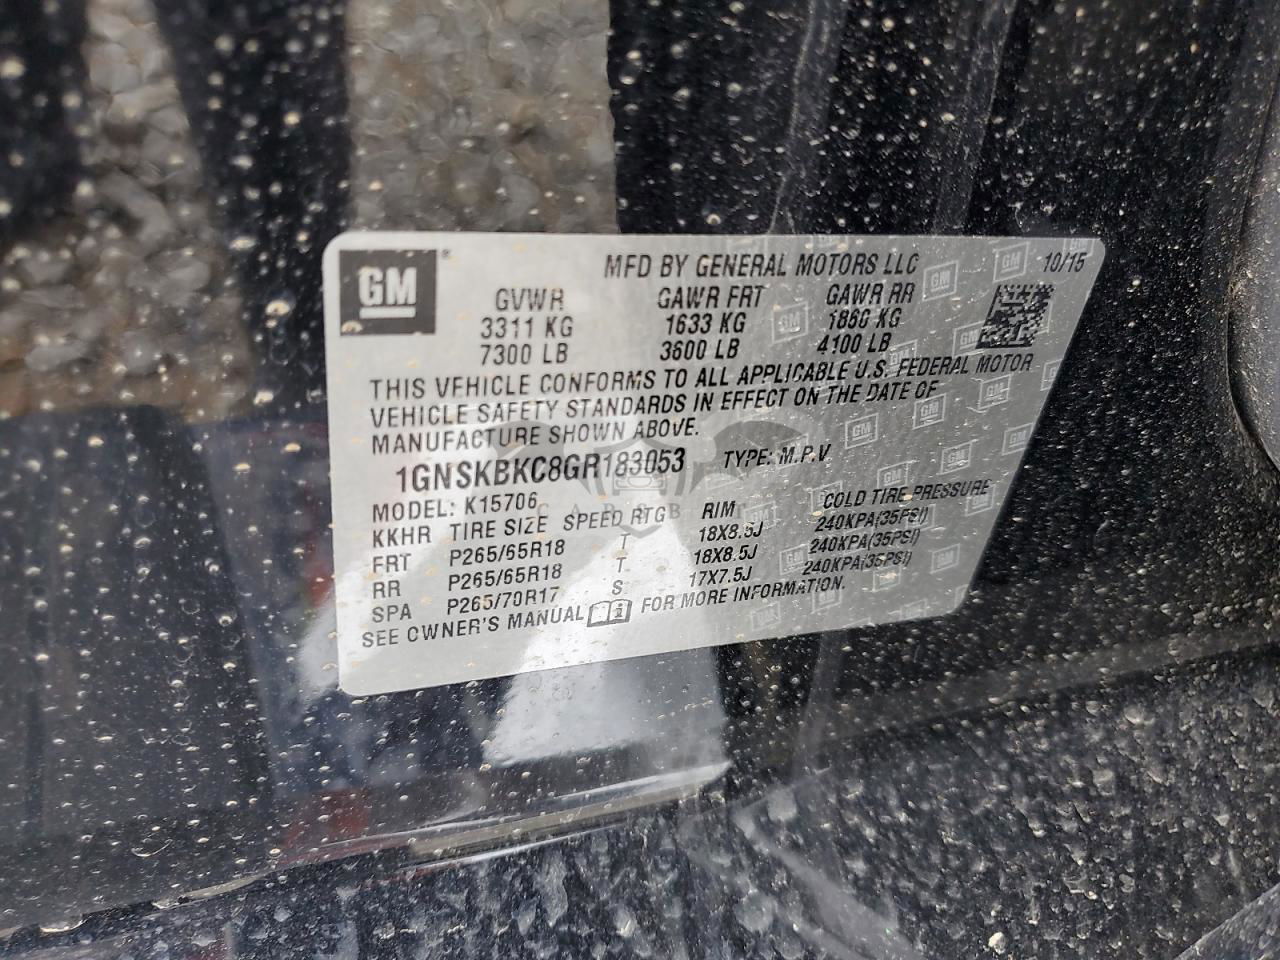 GM
MFD BY GENERAL MOTORS LLC 10/15
GVWR GAWR FRT GAWR RR
3311 KG 1633 KG 1860 KG
7300 LB 3600 LB 4100 LB
THIS VEHICLE CONFORMS TO ALL APPLICABLE U.S. FEDERAL MOTOR
VEHICLE SAFETY STANDARDS IN EFFECT ON THE DATE OF
MANUFACTURE SHOWN ABOVE.
1GNSKBKC8GR183053 TYPE: M.P.V
MODEL: K15706
KKHR TIRE SIZE SPEED RTG RIM COLD TIRE PRESSURE
FRT P265/65R18 T 18X8.5J 240KPA(35PSI)
RR P265/65R18 T 18X8.5J 240KPA(35PSI)
SPA P265/70R17 S 17X7.5J 240KPA(35PSI)
SEE OWNER'S MANUAL FOR MORE INFORMATION.